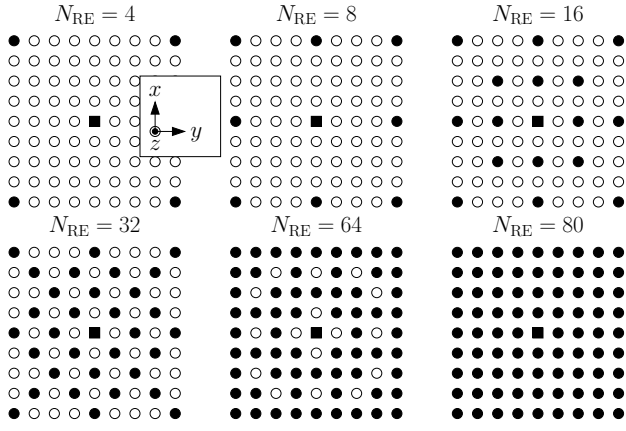 N_RE = 4
N_RE = 8
N_RE = 16
x
y
z
N_RE = 32
N_RE = 64
N_RE = 80